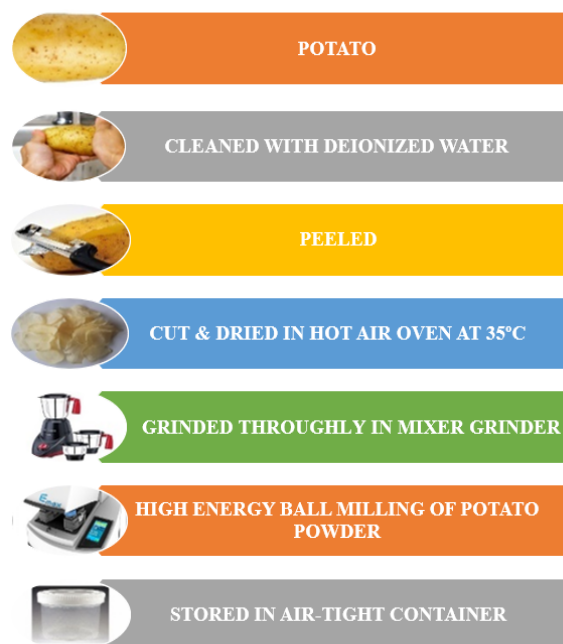 POTATO
CLEANED WITH DEIONIZED WATER
PEELED
CUT & DRIED IN HOT AIR OVEN AT 35ºC
GRINDED THROUGHLY IN MIXER GRINDER
HIGH ENERGY BALL MILLING OF POTATO
POWDER
STORED IN AIR-TIGHT CONTAINER